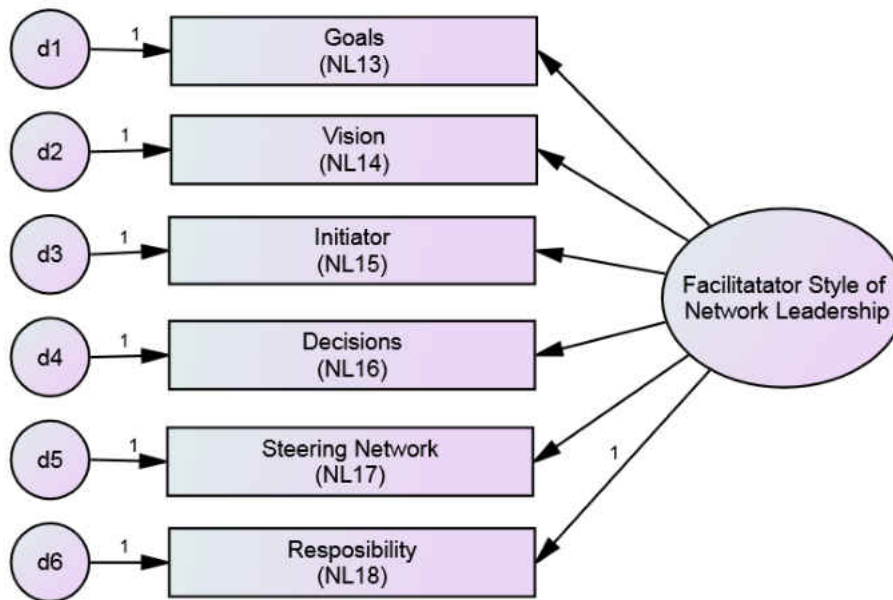 d1
1
Goals
(NL13)
d2
1
Vision
(NL14)
d3
1
Initiator
(NL15)
Facilitatator Style of
Network Leadership
d4
1
Decisions
(NL16)
d5
1
Steering Network
(NL17)
1
d6
1
Resposibility
(NL18)